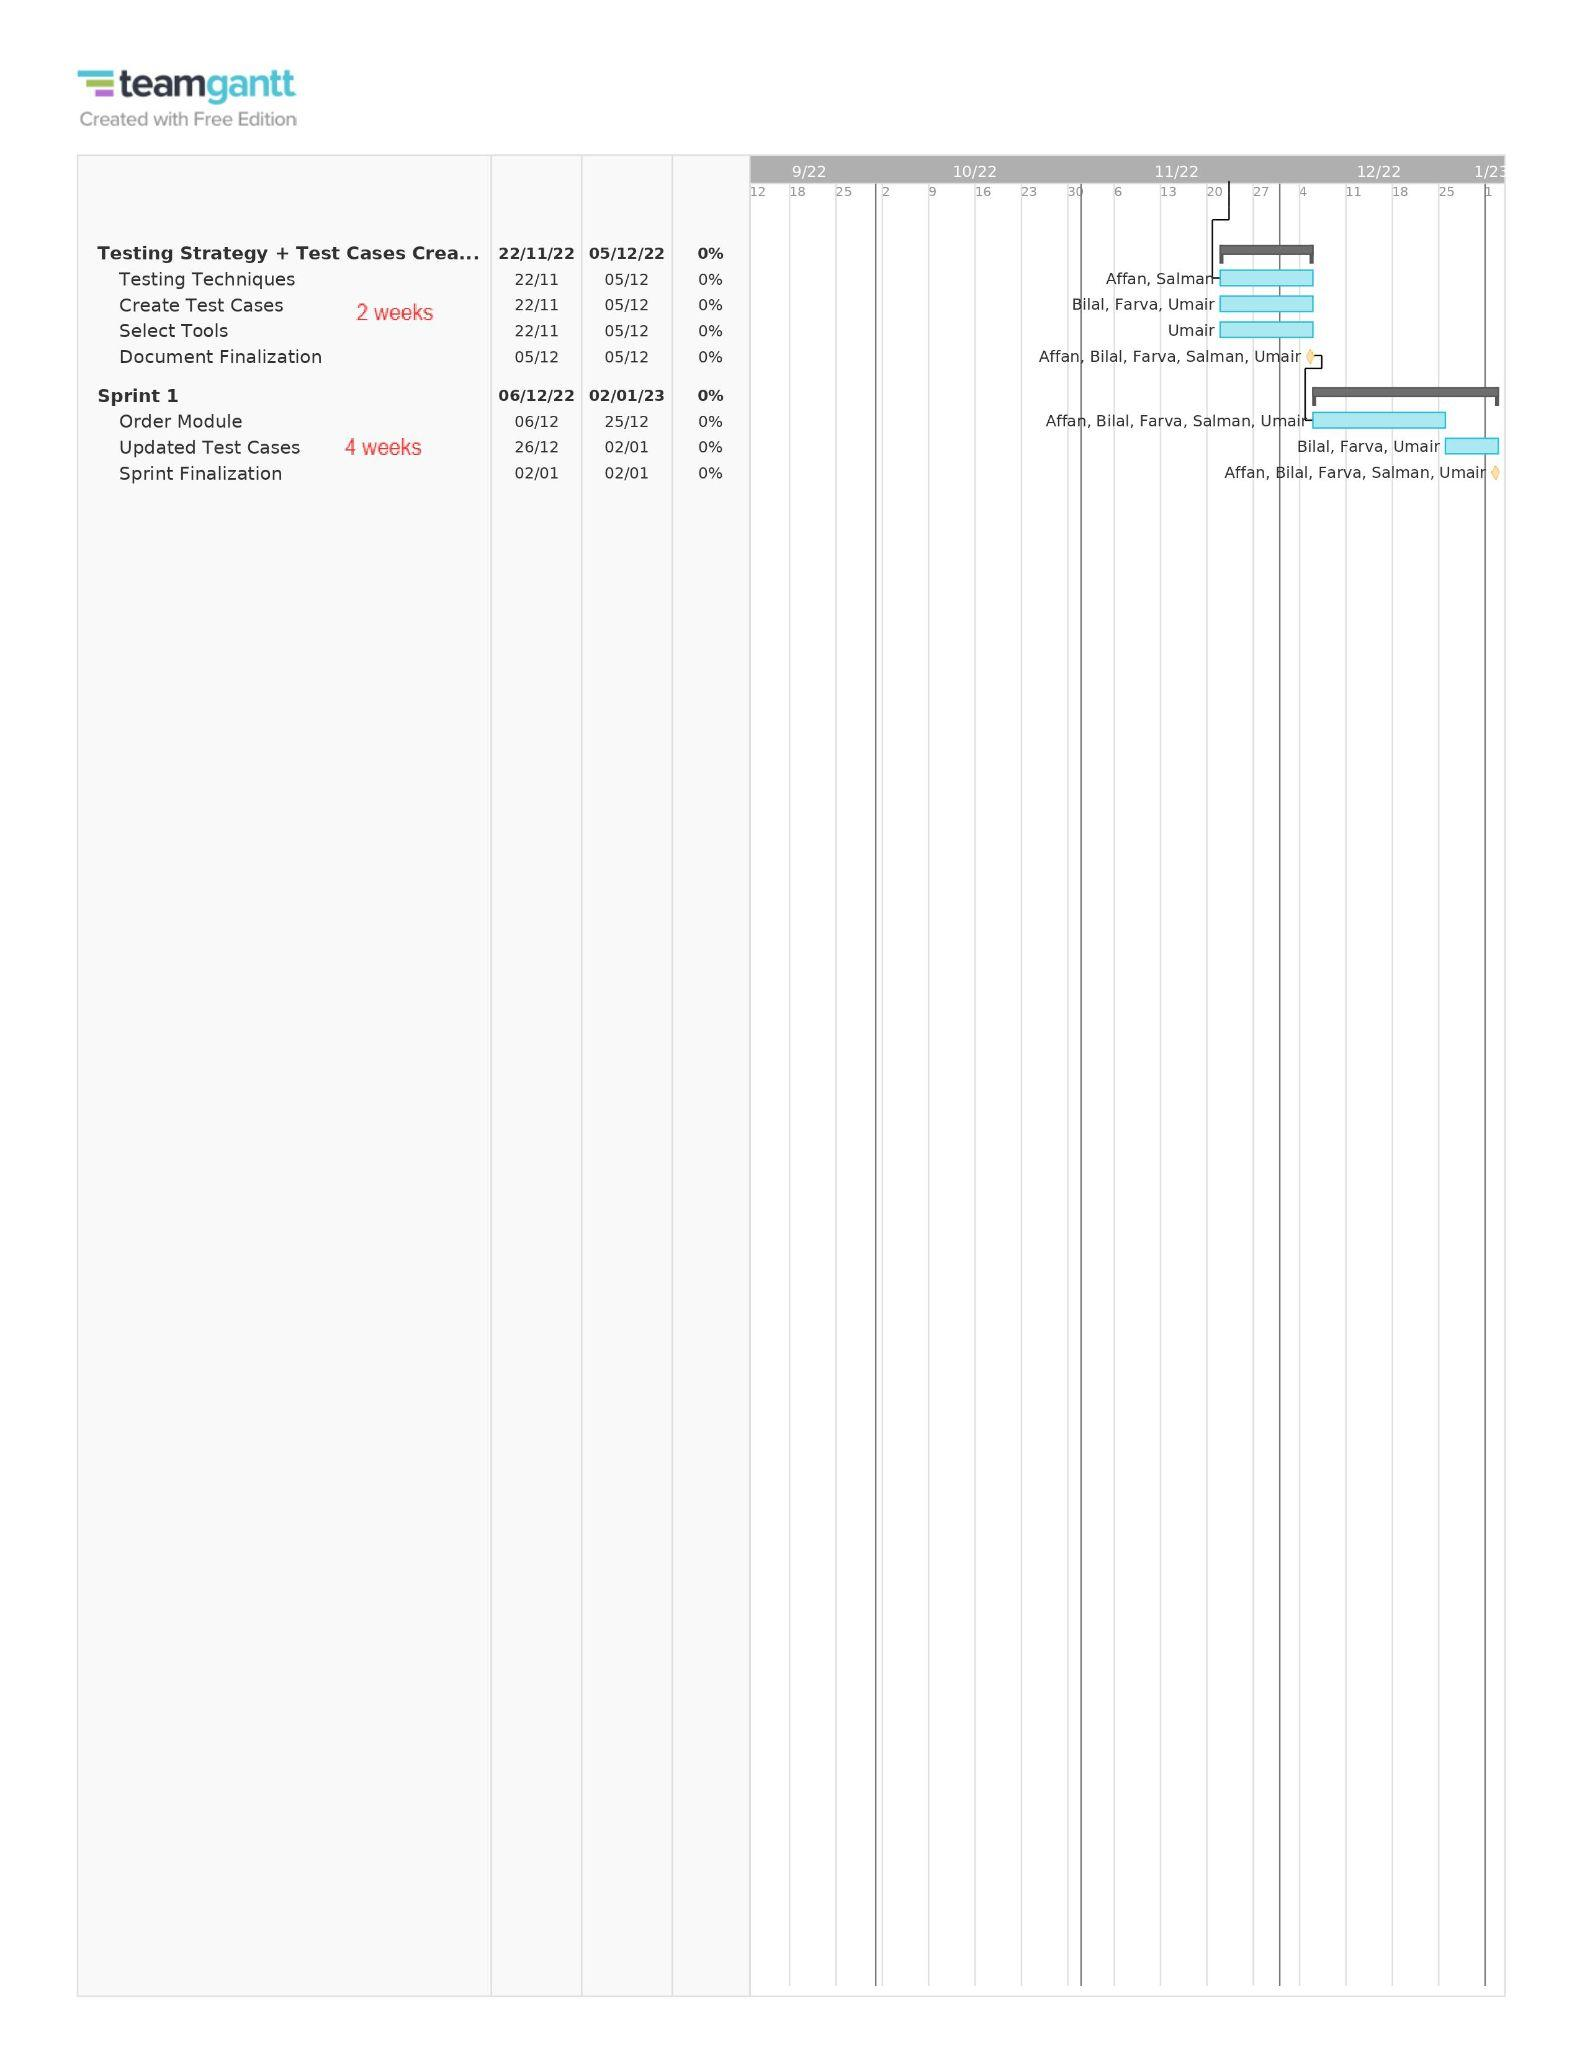 teamgantt
Created with Free Edition
9/22 10/22 11/22 12/22 1/23
12 18 25 2 9 16 23 30 6 13 20 27 4 11 18 25 1
Testing Strategy + Test Cases Crea... 22/11/22 05/12/22 0%
Testing Techniques 22/11 05/12 0% Affan, Salman
Create Test Cases 22/11 05/12 0% Bilal, Farva, Umair
2 weeks
Select Tools 22/11 05/12 0% Umair
Document Finalization 05/12 05/12 0% Affan, Bilal, Farva, Salman, Umair
Sprint 1 06/12/22 02/01/23 0%
Order Module 06/12 25/12 0% Affan, Bilal, Farva, Salman, Umair
Updated Test Cases 4 weeks 26/12 02/01 0% Bilal, Farva, Umair
Sprint Finalization 02/01 02/01 0% Affan, Bilal, Farva, Salman, Umair